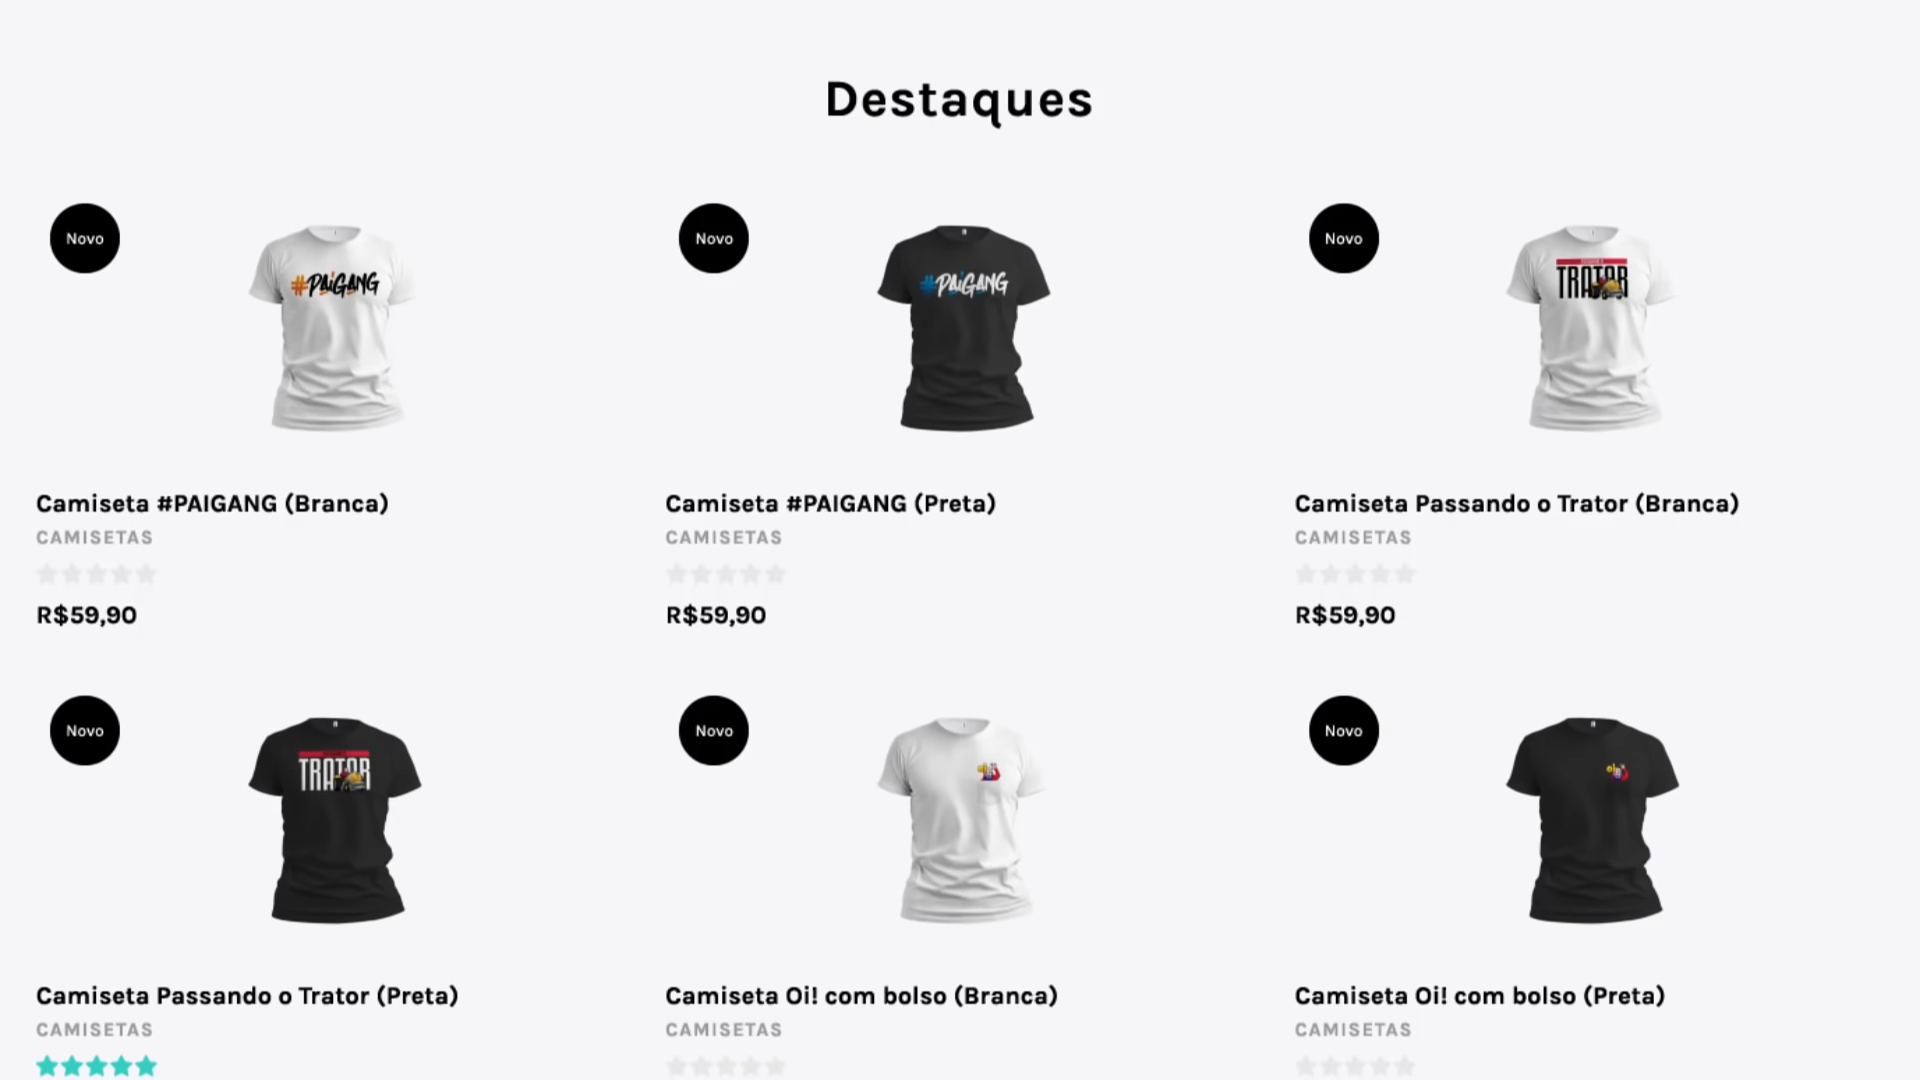 Destaques
Novo
Novo
Novo
#PAiGANG
#PAiGANG
TRATOR
Camiseta #PAIGANG (Branca)
CAMISETAS
R$59,90
Camiseta #PAIGANG (Preta)
CAMISETAS
R$59,90
Camiseta Passando o Trator (Branca)
CAMISETAS
R$59,90
Novo
Novo
Novo
TRATOR
Camiseta Passando o Trator (Preta)
CAMISETAS
Camiseta Oi! com bolso (Branca)
CAMISETAS
Camiseta Oi! com bolso (Preta)
CAMISETAS